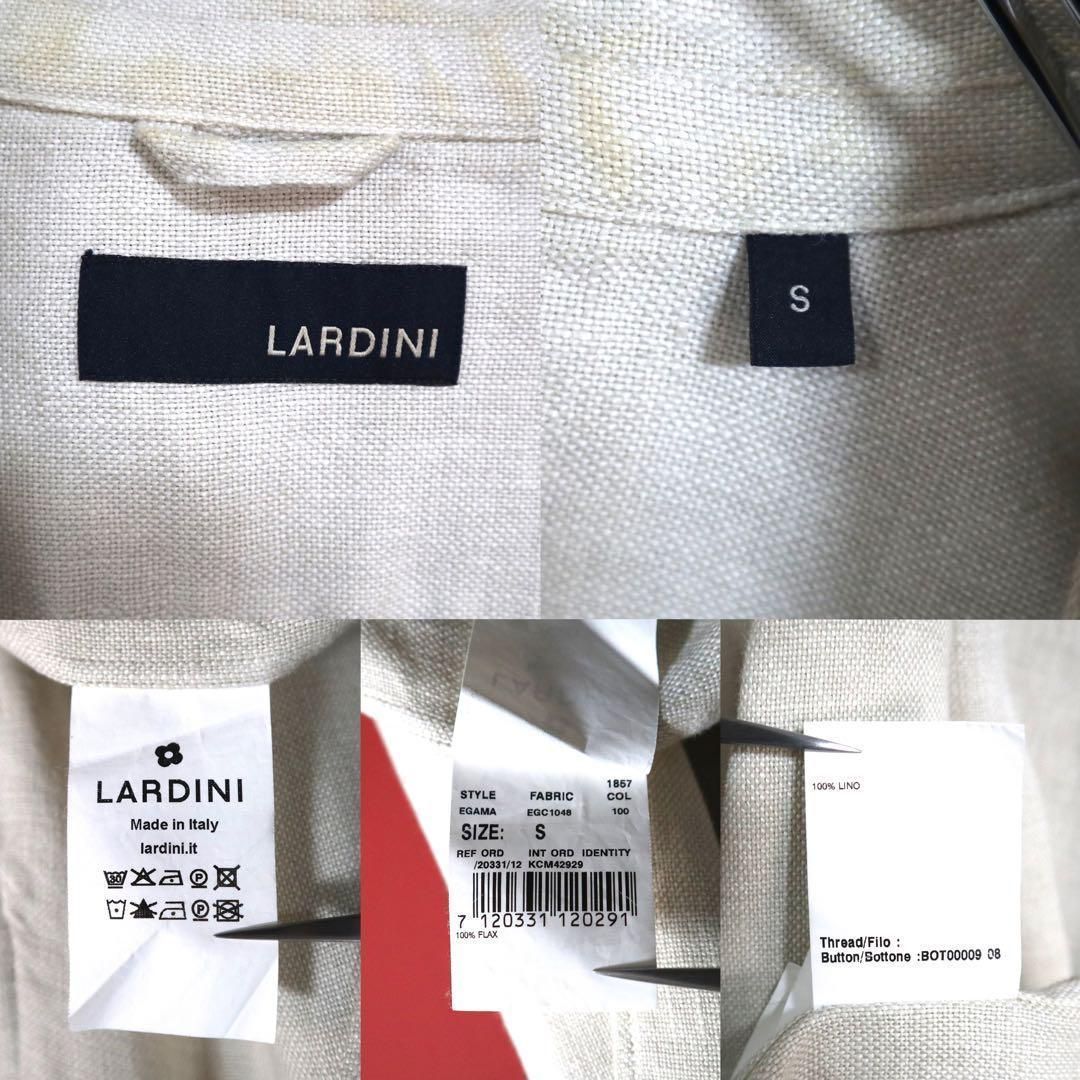 LARDINI
S
LARDINI
Made in Italy
lardini.it
30 P
P
1857
STYLE FABRIC COL
EGAMA EGC1048 100
SIZE: S
REF ORD INT ORD IDENTITY
/20331/12 KCM42929
7 120331 120291
100% FLAX
100% LINO
Thread/Filo :
Button/Bottone :BOT00009 08